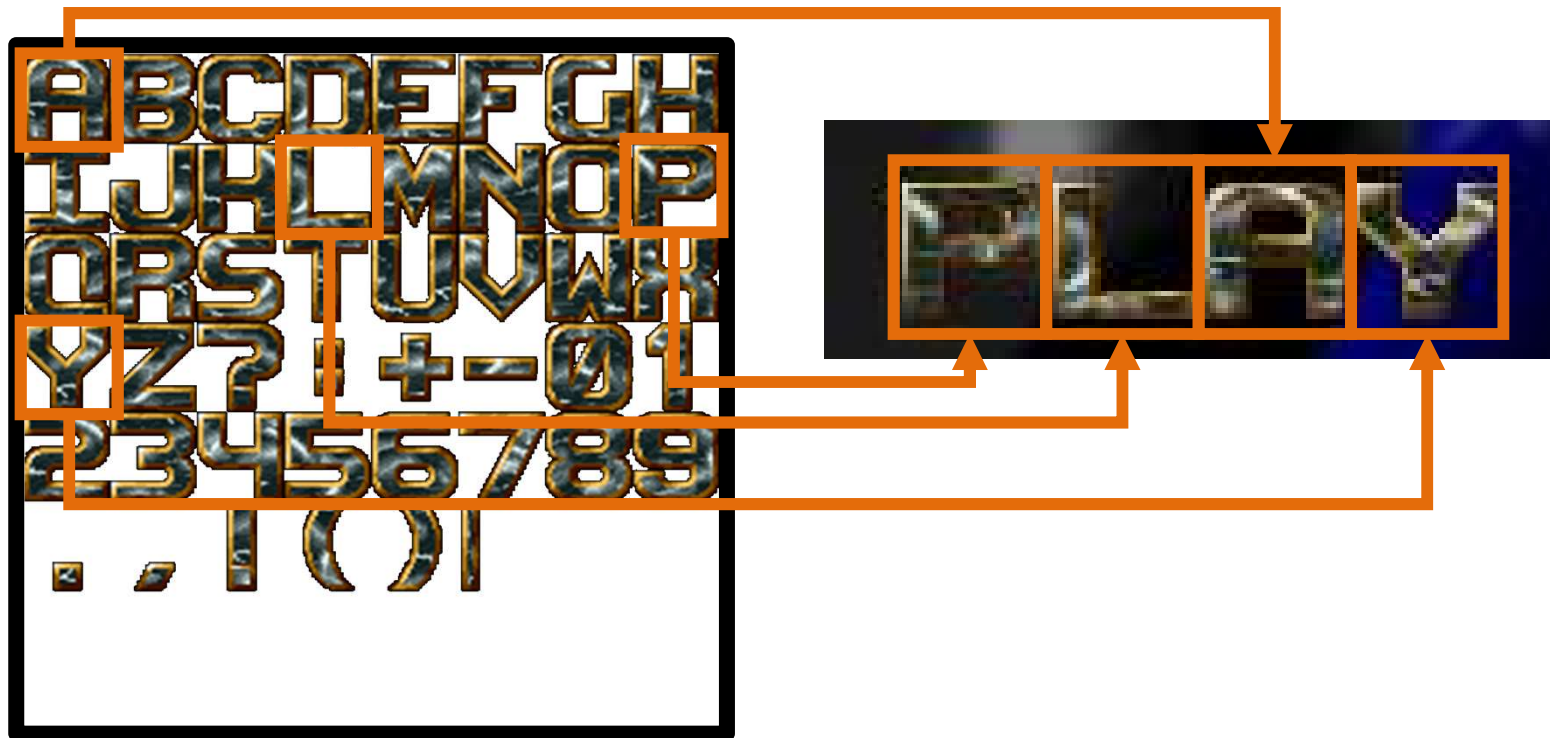 ABCDEFGH
IJKLMNOP
QRSTUVWX
YZ?:+-01
23456789
.,!()|
PLAY